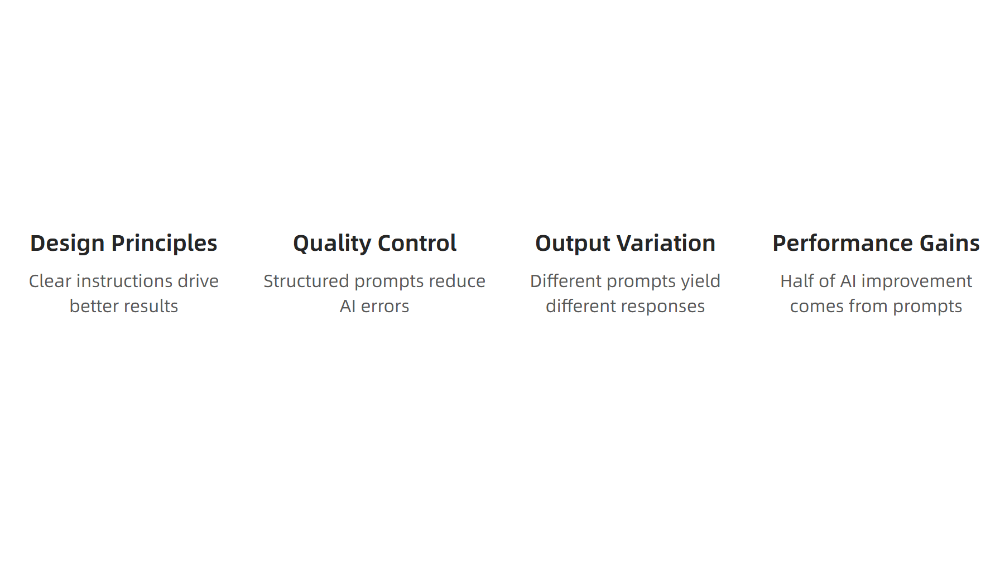 Design Principles
Clear instructions drive
better results
Quality Control
Structured prompts reduce
AI errors
Output Variation
Different prompts yield
different responses
Performance Gains
Half of AI improvement
comes from prompts